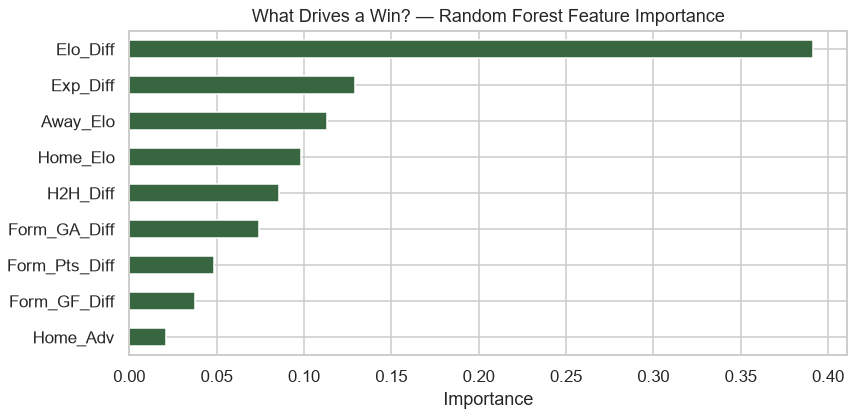 What Drives a Win? — Random Forest Feature Importance
Elo_Diff
Exp_Diff
Away_Elo
Home_Elo
H2H_Diff
Form_GA_Diff
Form_Pts_Diff
Form_GF_Diff
Home_Adv
0.00 0.05 0.10 0.15 0.20 0.25 0.30 0.35 0.40
Importance